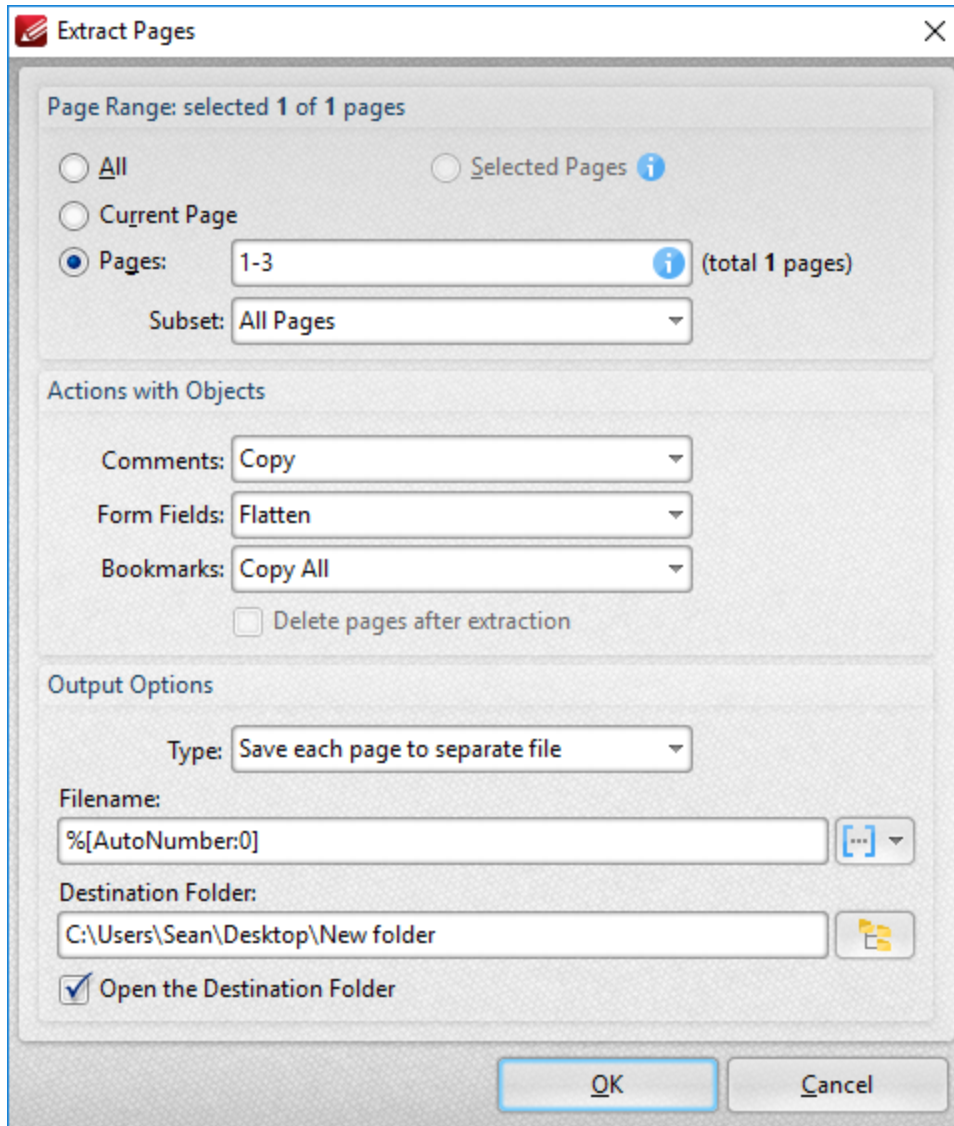 Extract Pages
Page Range: selected 1 of 1 pages
All Selected Pages
Current Page
Pages: 1-3 (total 1 pages)
Subset: All Pages
Actions with Objects
Comments: Copy
Form Fields: Flatten
Bookmarks: Copy All
Delete pages after extraction
Output Options
Type: Save each page to separate file
Filename:
%[AutoNumber:0]
Destination Folder:
C:\Users\Sean\Desktop\New folder
Open the Destination Folder
OK Cancel